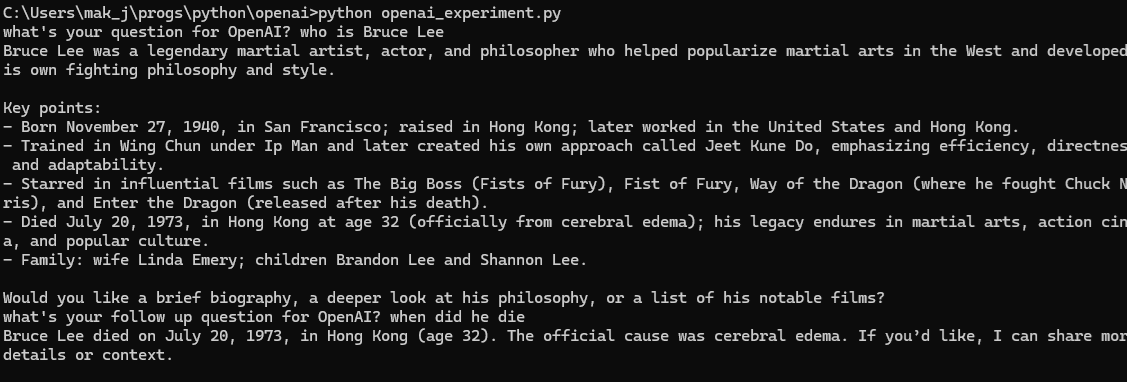 C:\Users\mak_j\progs\python\openai>python openai_experiment.py
what's your question for OpenAI? who is Bruce Lee
Bruce Lee was a legendary martial artist, actor, and philosopher who helped popularize martial arts in the West and developed
is own fighting philosophy and style.
Key points:
- Born November 27, 1940, in San Francisco; raised in Hong Kong; later worked in the United States and Hong Kong.
- Trained in Wing Chun under Ip Man and later created his own approach called Jeet Kune Do, emphasizing efficiency, directnes
and adaptability.
- Starred in influential films such as The Big Boss (Fists of Fury), Fist of Fury, Way of the Dragon (where he fought Chuck N
ris), and Enter the Dragon (released after his death).
- Died July 20, 1973, in Hong Kong at age 32 (officially from cerebral edema); his legacy endures in martial arts, action cin
a, and popular culture.
- Family: wife Linda Emery; children Brandon Lee and Shannon Lee.
Would you like a brief biography, a deeper look at his philosophy, or a list of his notable films?
what's your follow up question for OpenAI? when did he die
Bruce Lee died on July 20, 1973, in Hong Kong (age 32). The official cause was cerebral edema. If you’d like, I can share mor
details or context.